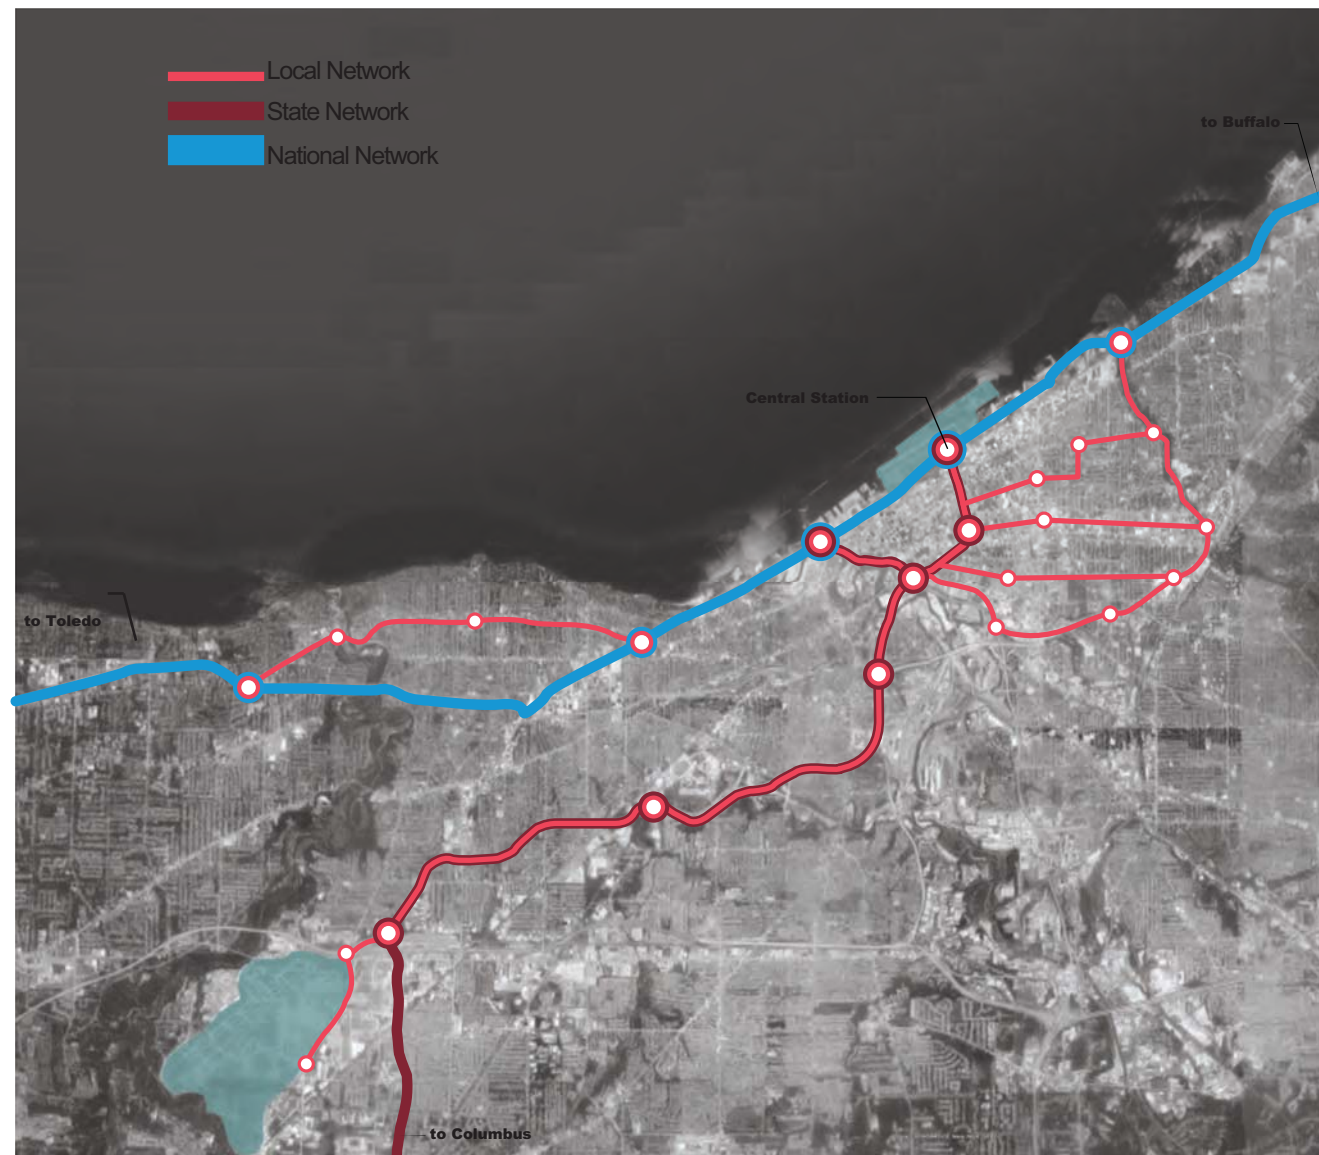 Local Network
State Network
National Network
to Buffalo
Central Station
to Toledo
to Columbus